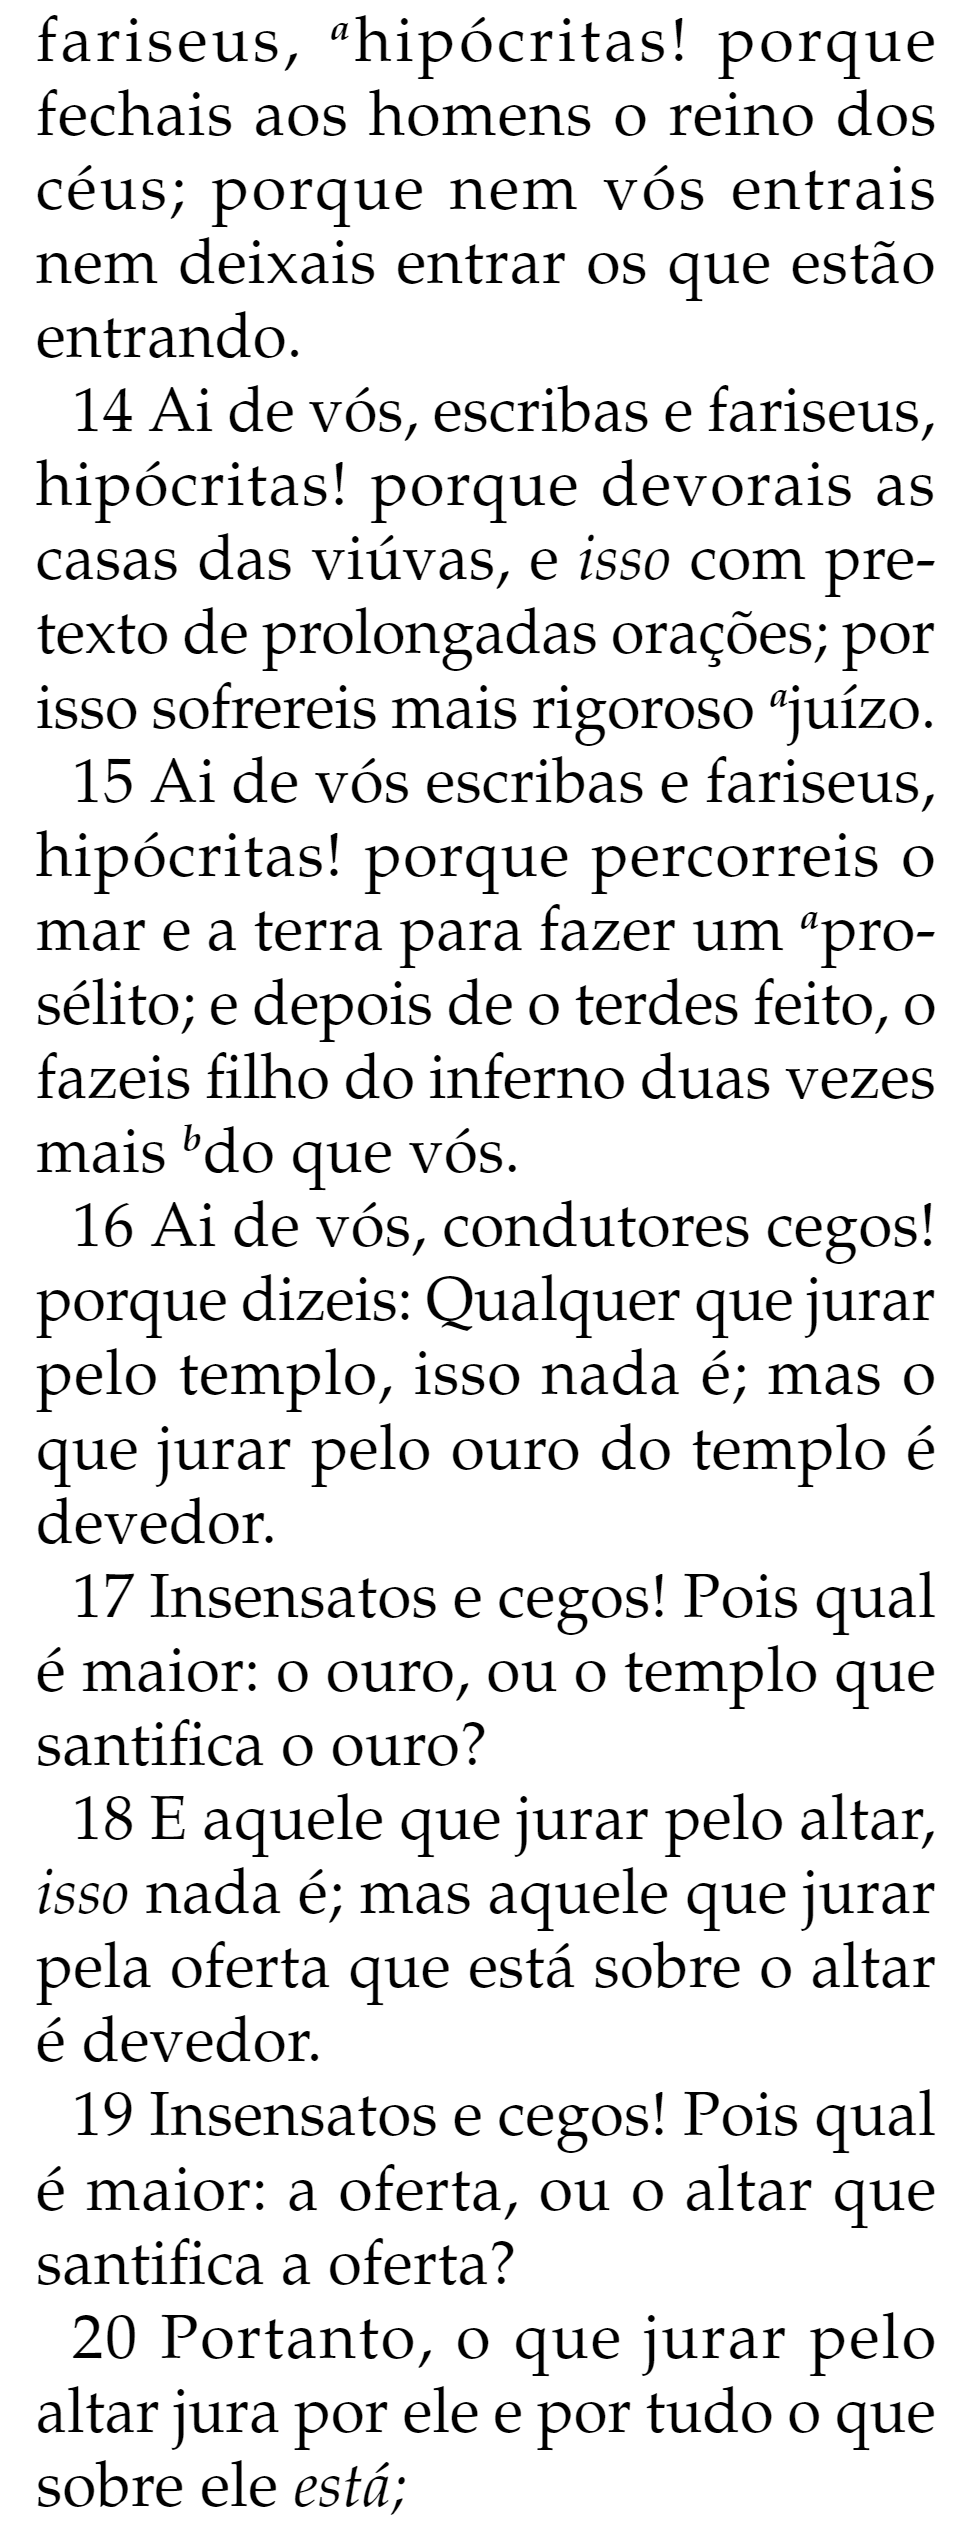 fariseus, ahipócritas! porque
fechais aos homens o reino dos
céus; porque nem vós entrais
nem deixais entrar os que estão
entrando.
14 Ai de vós, escribas e fariseus,
hipócritas! porque devorais as
casas das viúvas, e isso com pre-
texto de prolongadas orações; por
isso sofrereis mais rigoroso ajuízo.
15 Ai de vós escribas e fariseus,
hipócritas! porque percorreis o
mar e a terra para fazer um apro-
sélito; e depois de o terdes feito, o
fazeis filho do inferno duas vezes
mais bdo que vós.
16 Ai de vós, condutores cegos!
porque dizeis: Qualquer que jurar
pelo templo, isso nada é; mas o
que jurar pelo ouro do templo é
devedor.
17 Insensatos e cegos! Pois qual
é maior: o ouro, ou o templo que
santifica o ouro?
18 E aquele que jurar pelo altar,
isso nada é; mas aquele que jurar
pela oferta que está sobre o altar
é devedor.
19 Insensatos e cegos! Pois qual
é maior: a oferta, ou o altar que
santifica a oferta?
20 Portanto, o que jurar pelo
altar jura por ele e por tudo o que
sobre ele está;